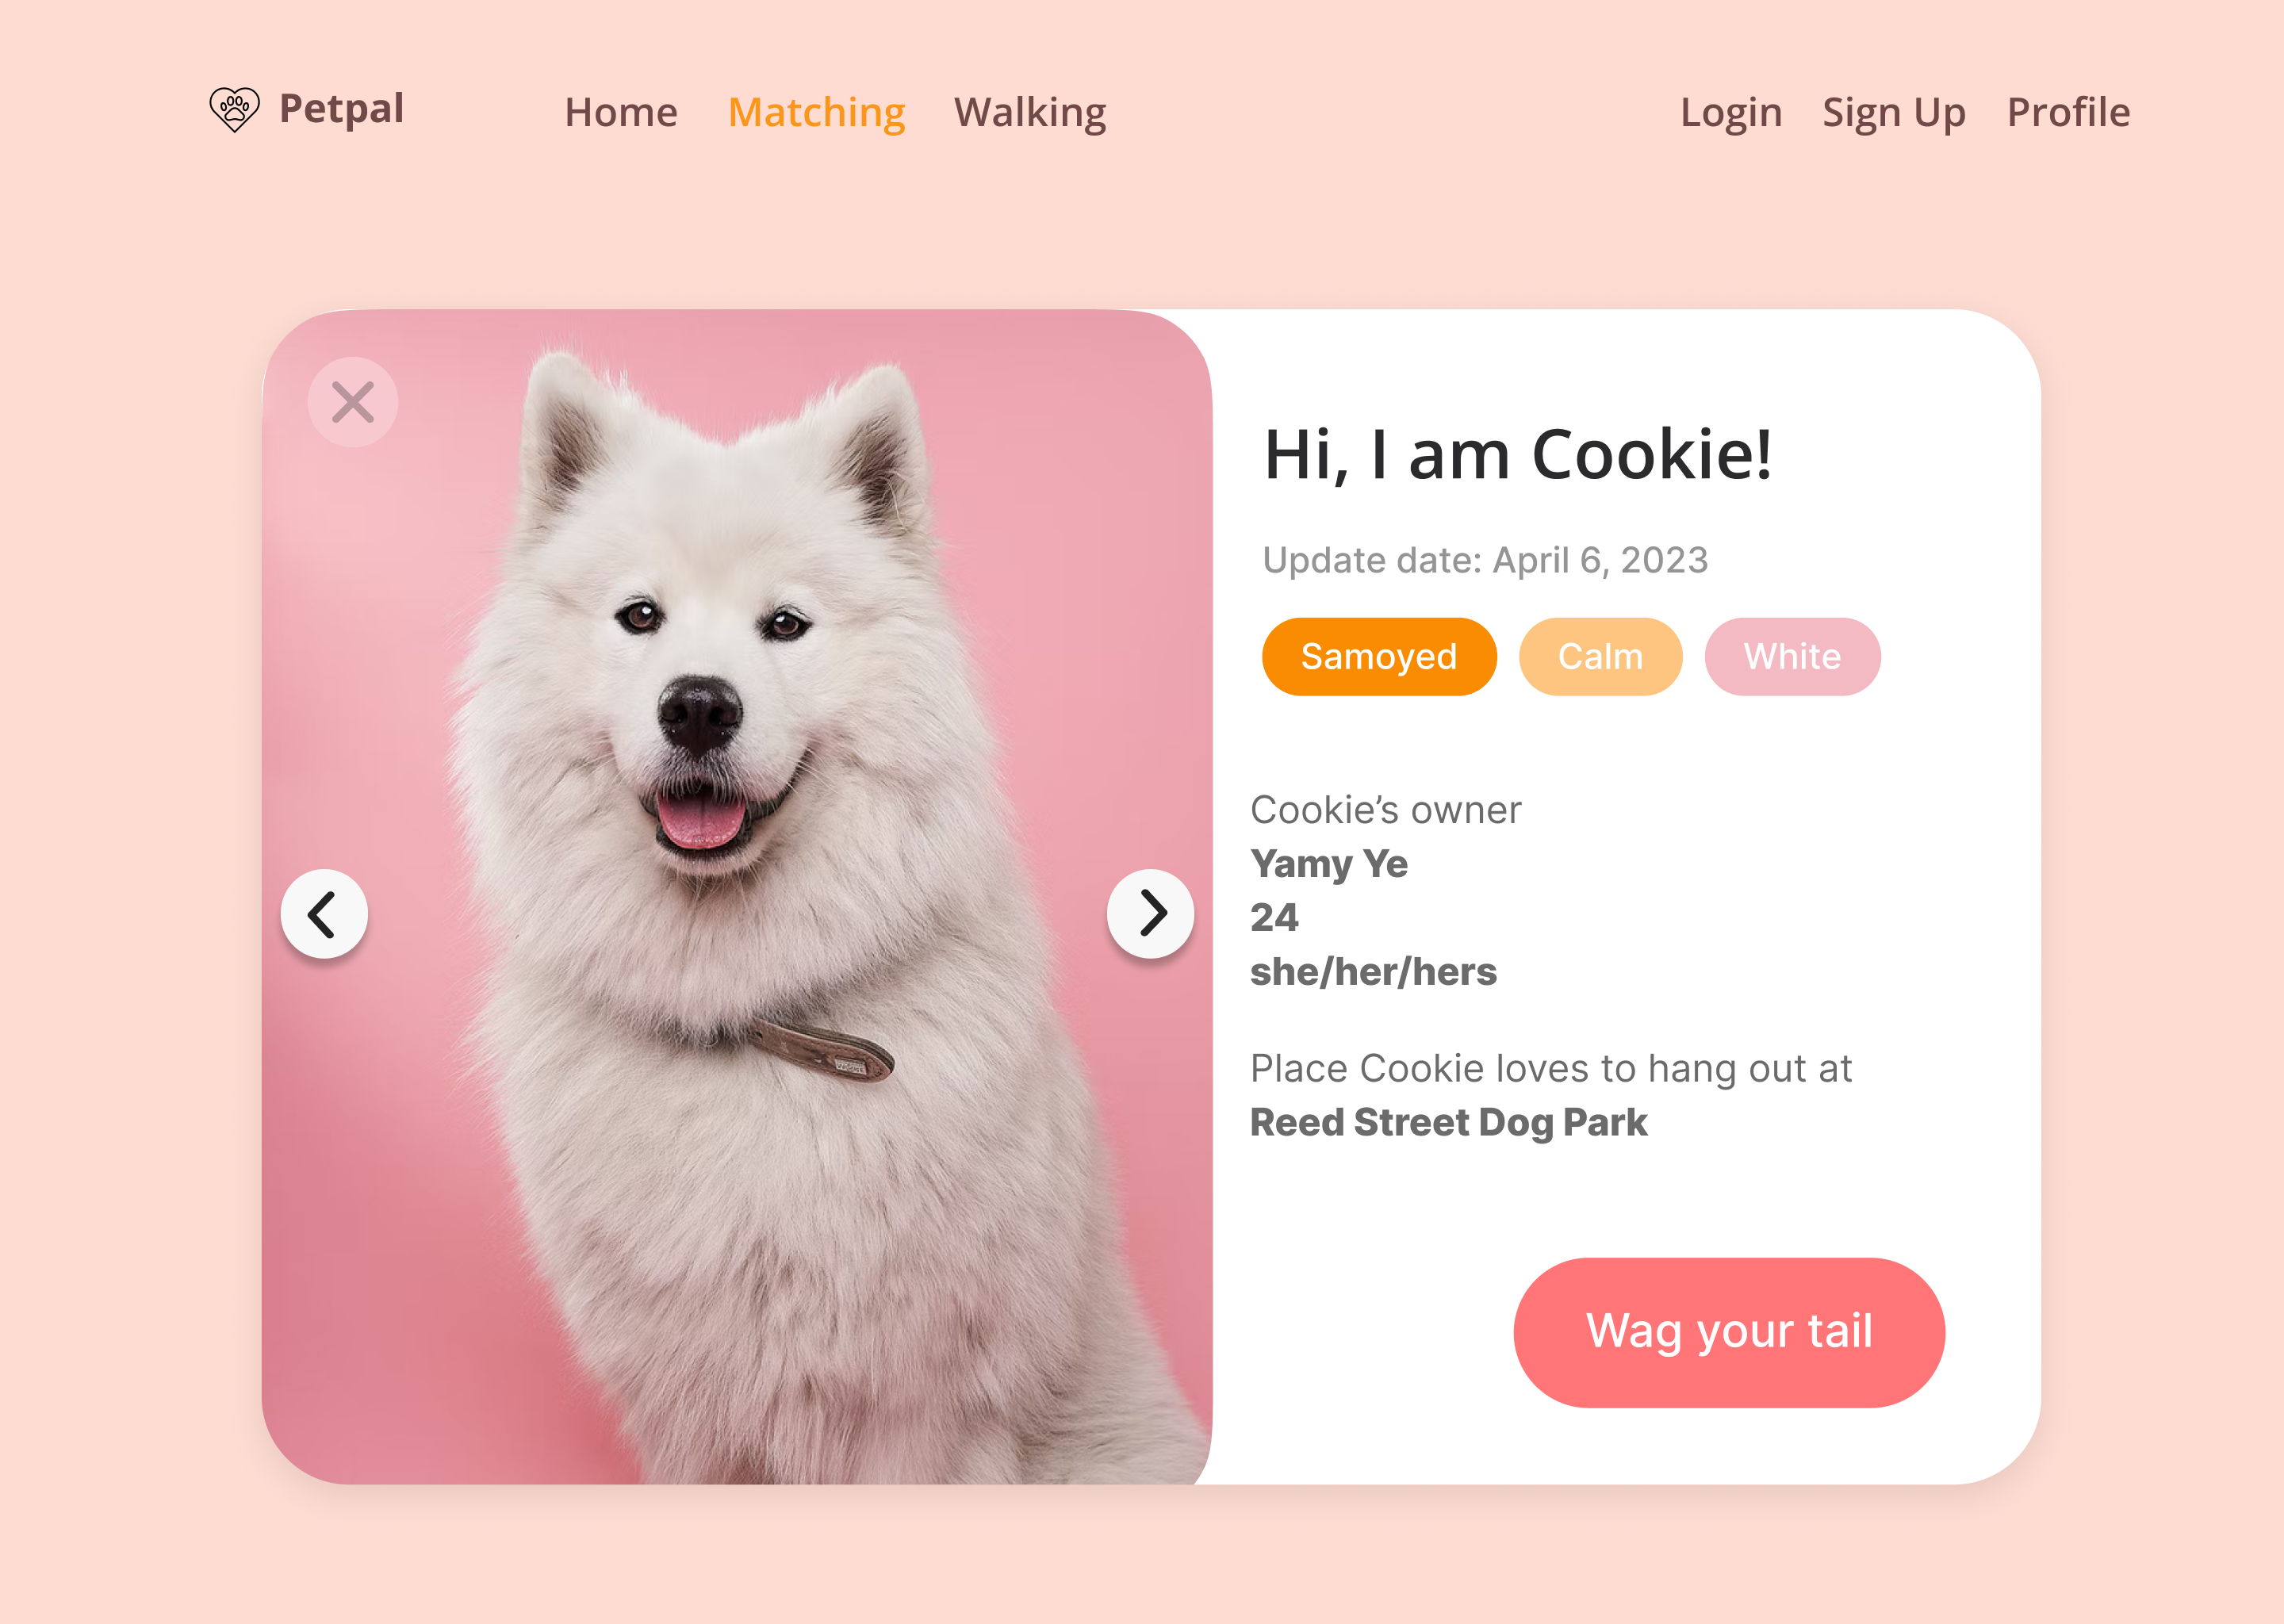 Petpal
Home Matching Walking
Login Sign Up Profile
Hi, I am Cookie!
Update date: April 6, 2023
Samoyed Calm White
Cookie’s owner
Yamy Ye
24
she/her/hers
Place Cookie loves to hang out at
Reed Street Dog Park
Wag your tail